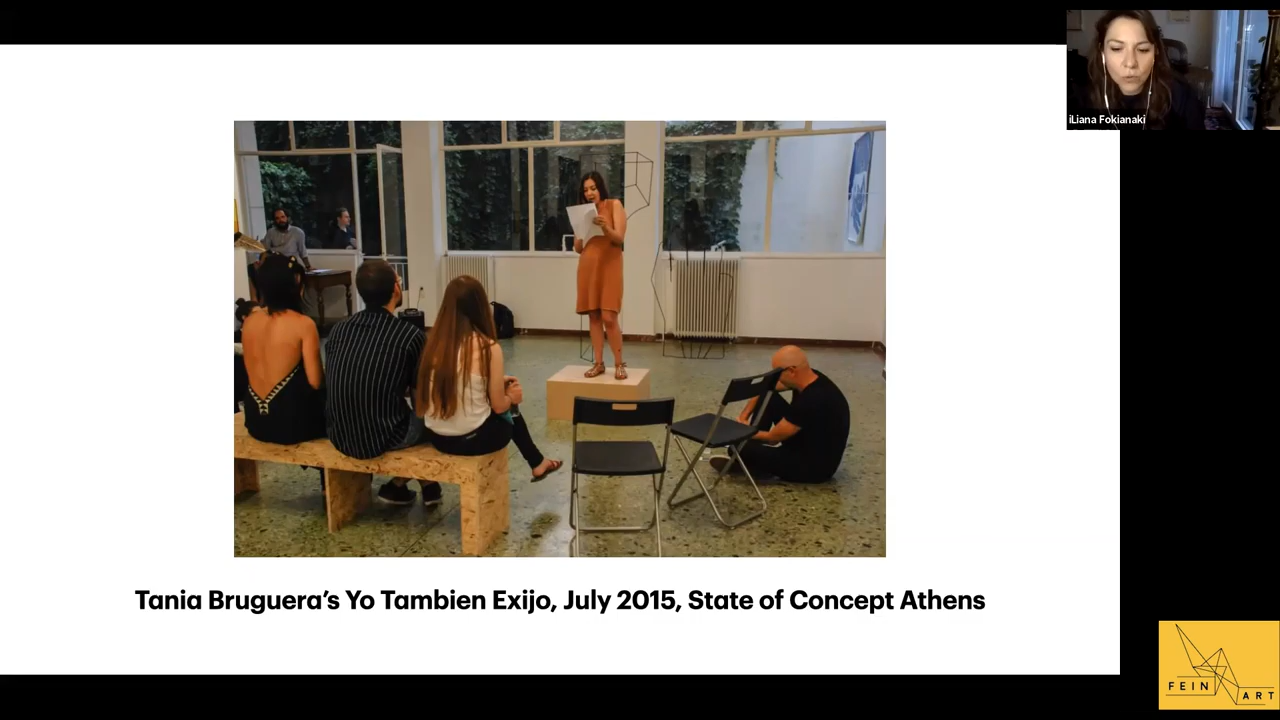 iLiana Fokianaki
Tania Bruguera's Yo Tambien Exijo, July 2015, State of Concept Athens
FEIN ART